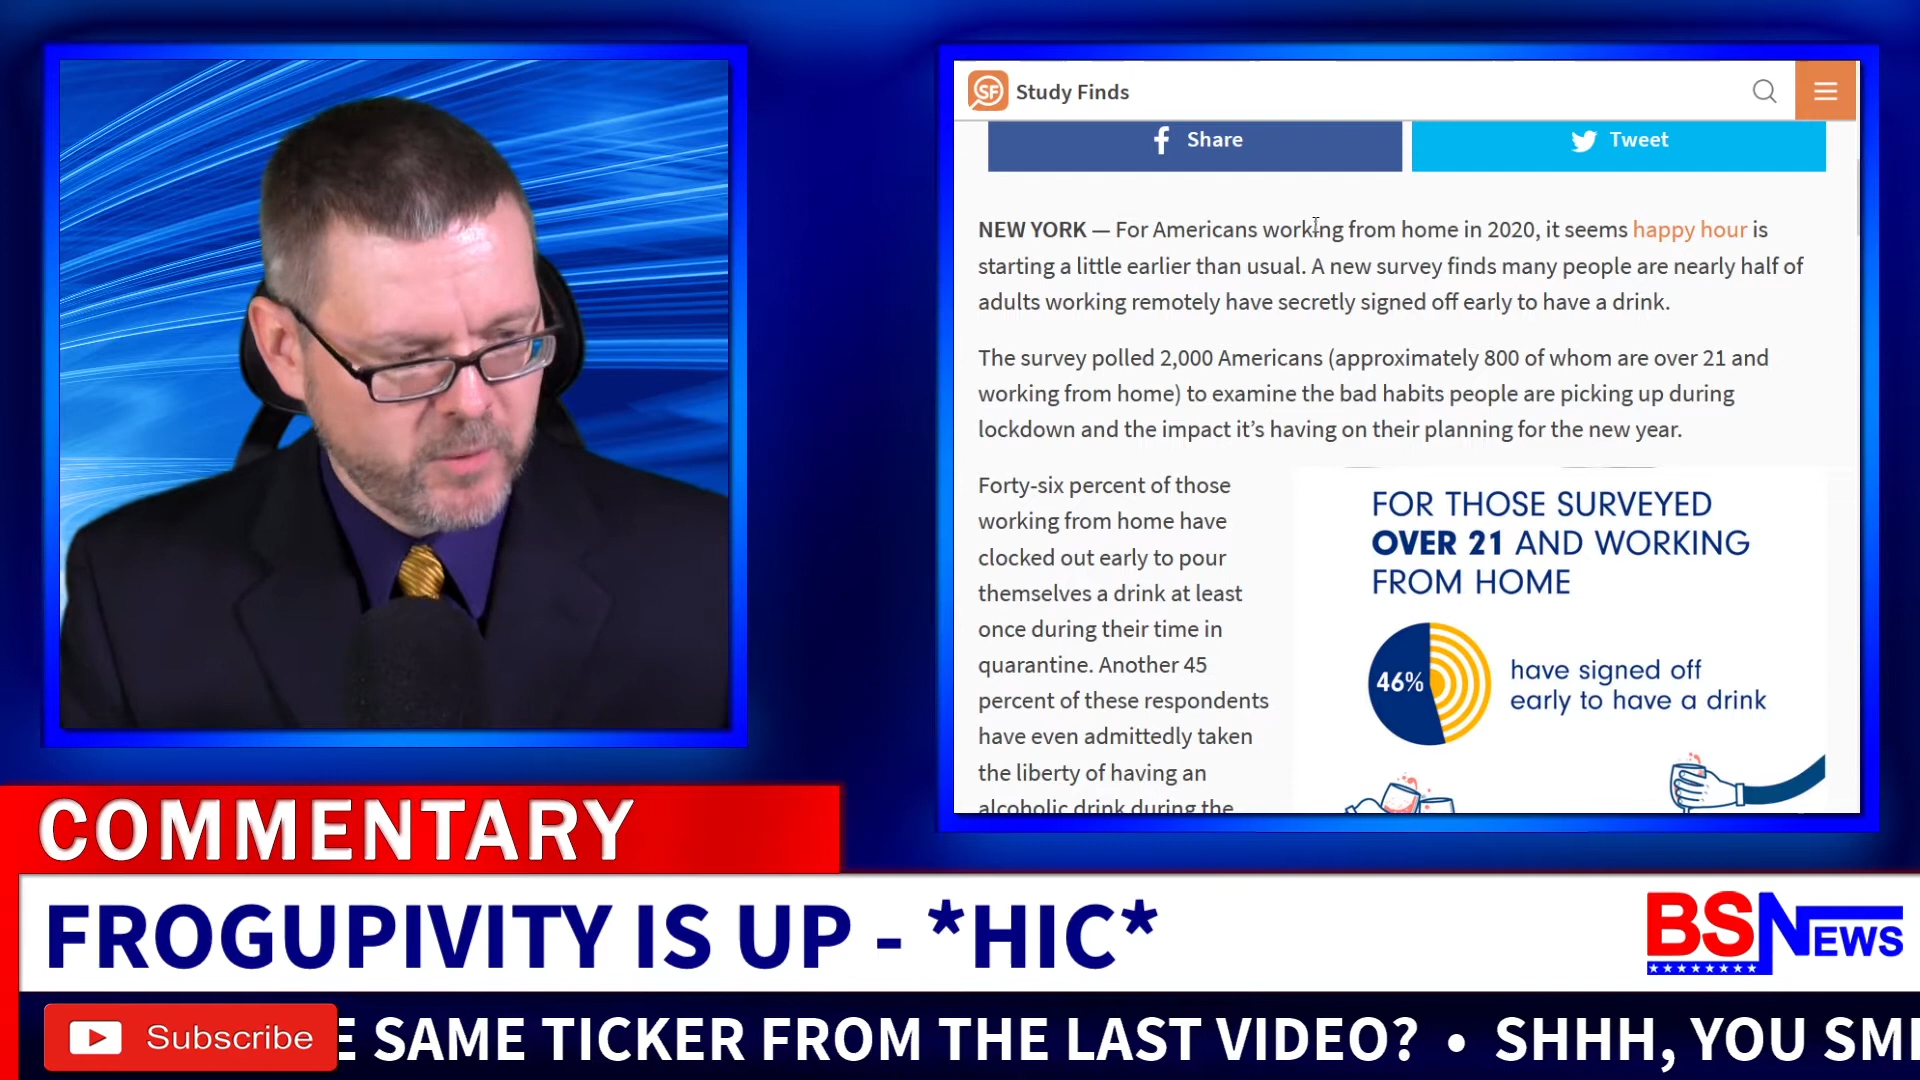 SF Study Finds
Share
Tweet
NEW YORK — For Americans working from home in 2020, it seems happy hour is
starting a little earlier than usual. A new survey finds many people are nearly half of
adults working remotely have secretly signed off early to have a drink.
The survey polled 2,000 Americans (approximately 800 of whom are over 21 and
working from home) to examine the bad habits people are picking up during
lockdown and the impact it’s having on their planning for the new year.
Forty-six percent of those
working from home have
clocked out early to pour
themselves a drink at least
once during their time in
quarantine. Another 45
percent of these respondents
have even admittedly taken
the liberty of having an
alcoholic drink during the
FOR THOSE SURVEYED
OVER 21 AND WORKING
FROM HOME
46%
have signed off
early to have a drink
COMMENTARY
FROGUPIVITY IS UP - *HIC*
BSNEWS
Subscribe
E SAME TICKER FROM THE LAST VIDEO? • SHHH, YOU